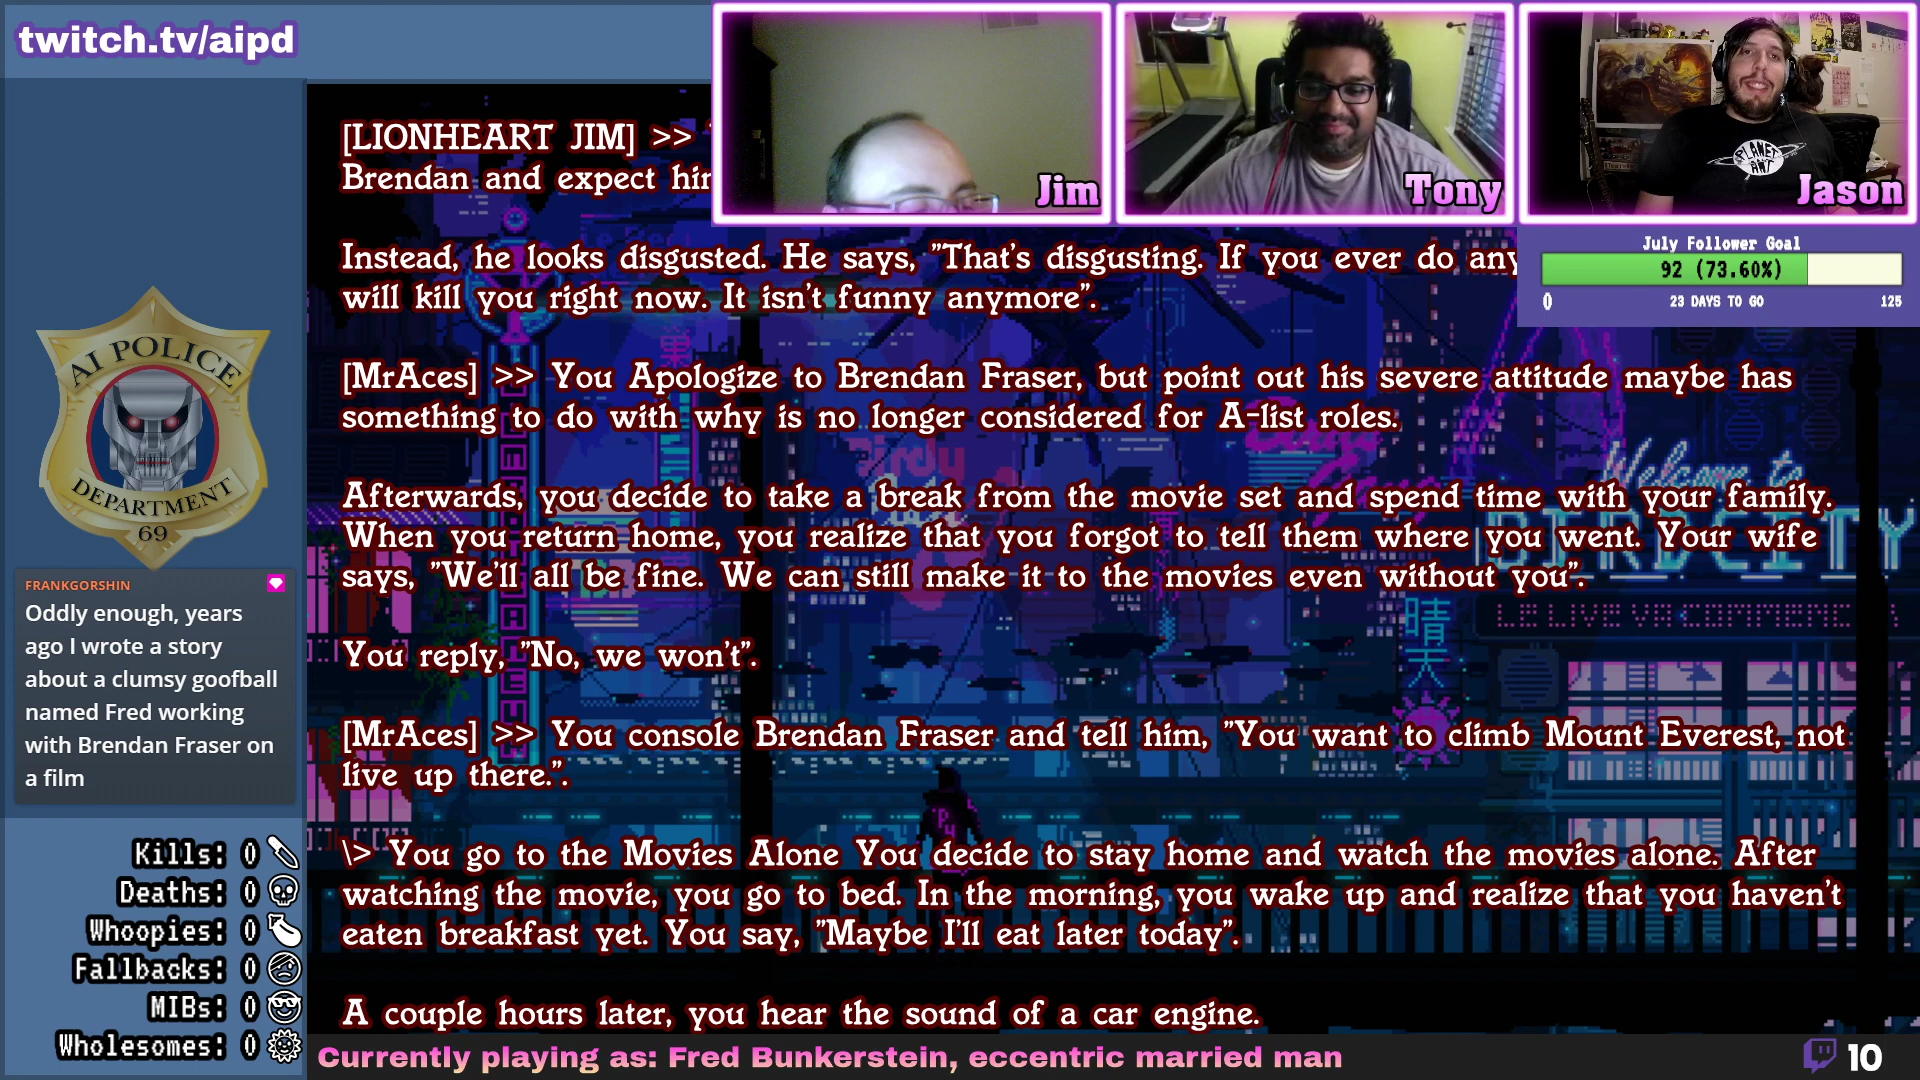 twitch.tv/aipd
Jim
Tony
Jason
July Follower Goal
92 (73.60%)
0
23 DAYS TO GO
125
[LIONHEART JIM] >>
Brendan and expect
Instead, he looks disgusted. He says, "That's disgusting. If you ever do
will kill you right now. It isn't funny anymore".
[MrAces] >> You Apologize to Brendan Fraser, but point out his severe attitude maybe has
something to do with why is no longer considered for A-list roles.
Afterwards, you decide to take a break from the movie set and spend time with your family.
When you return home, you realize that you forgot to tell them where you went. Your wife
says, "We'll all be fine. We can still make it to the movies even without you".
You reply, "No, we won't".
[MrAces] >> You console Brendan Fraser and tell him, "You want to climb Mount Everest, not
live up there.".
\> You go to the Movies Alone You decide to stay home and watch the movies alone. After
watching the movie, you go to bed. In the morning, you wake up and realize that you haven't
eaten breakfast yet. You say, "Maybe I'll eat later today".
A couple hours later, you hear the sound of a car engine.
AI POLICE
DEPARTMENT
69
FRANKGORSHIN
Oddly enough, years
ago I wrote a story
about a clumsy goofball
named Fred working
with Brendan Fraser on
a film
Kills: 0
Deaths: 0
Whoopies: 0
Fallbacks: 0
MIBs: 0
Wholesomes: 0
Currently playing as: Fred Bunkerstein, eccentric married man
10
PLANET
ANT
Welcome to
BIRDCITY
晴
天